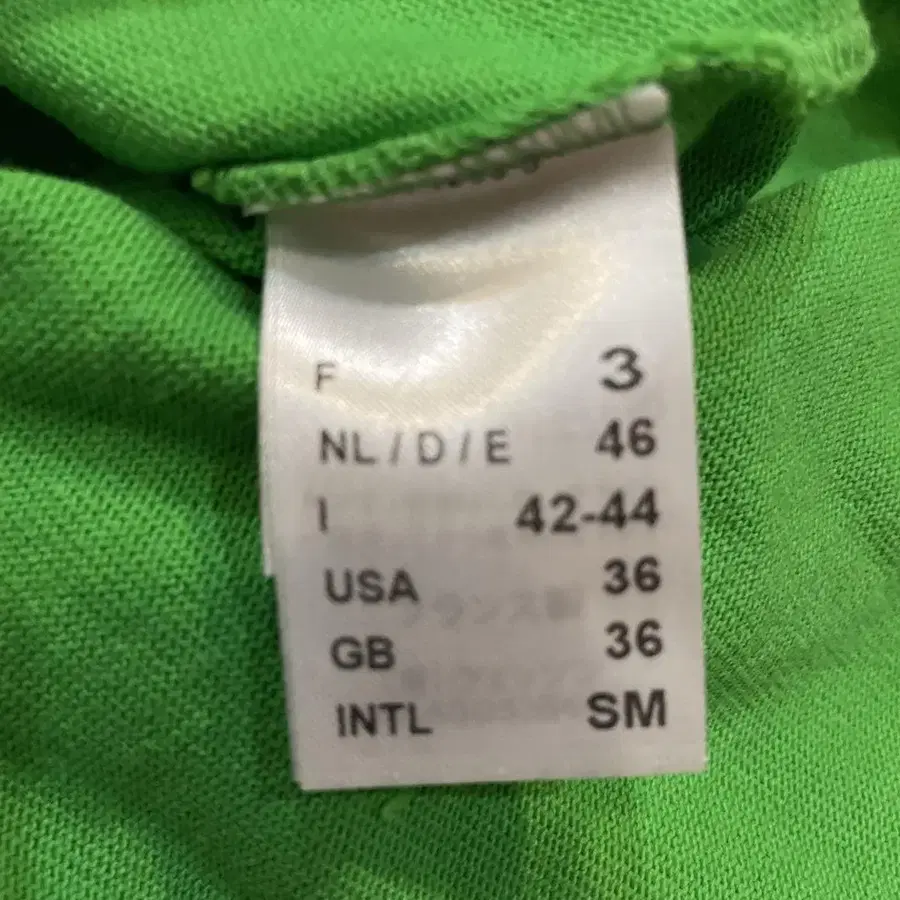 F 3
NL / D / E 46
I 42-44
USA 36
GB 36
INTL SM